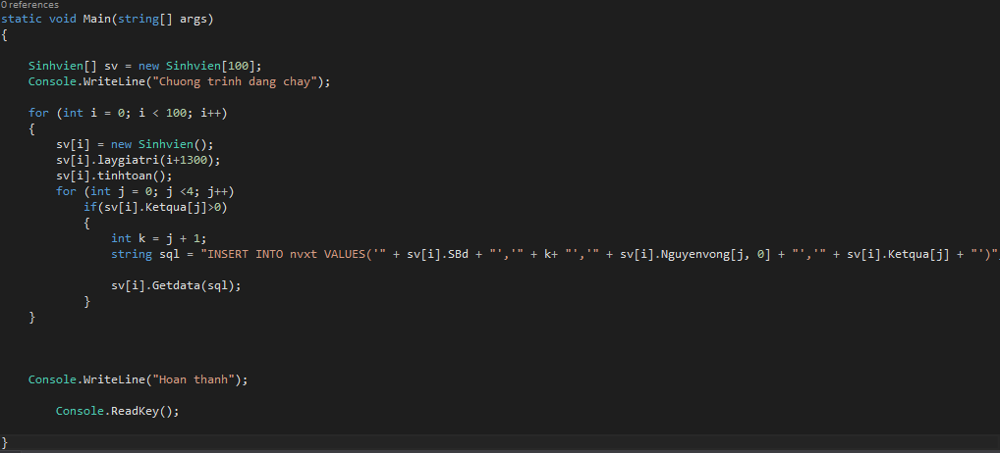 0 references
static void Main(string[] args)
{
Sinhvien[] sv = new Sinhvien[100];
Console.WriteLine("Chuong trinh dang chay");
for (int i = 0; i < 100; i++)
{
sv[i] = new Sinhvien();
sv[i].laygiatri(i+1300);
sv[i].tinhtoan();
for (int j = 0; j <4; j++)
if(sv[i].Ketqua[j]>0)
{
int k = j + 1;
string sql = "INSERT INTO nvxt VALUES('" + sv[i].SBd + "','" + k+ "','" + sv[i].Nguyenvong[j, 0] + "','" + sv[i].Ketqua[j] + "')"
sv[i].Getdata(sql);
}
}
Console.WriteLine("Hoan thanh");
Console.ReadKey();
}